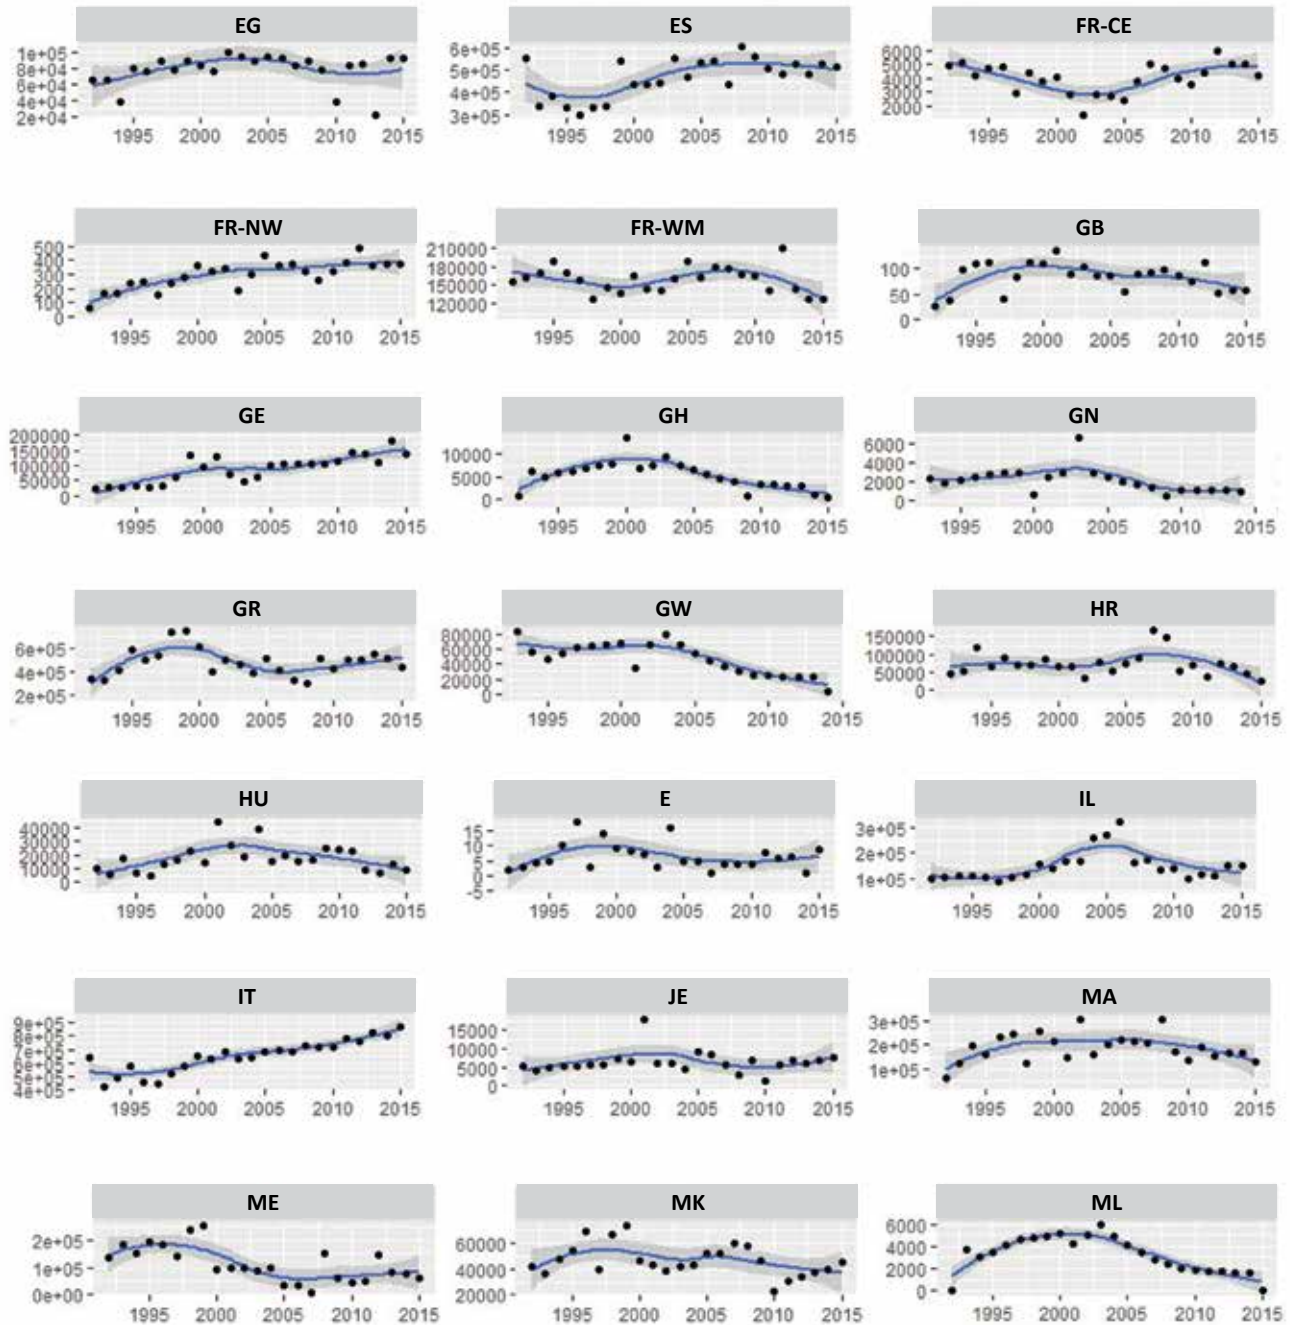 EG ES FR-CE
1e+05 6e+05 6000
8e+04 5e+05 5000
6e+04 4e+05 4000
4e+04 3e+05 3000
2e+04 2000
1995 2000 2005 2010 2015 1995 2000 2005 2010 2015 1995 2000 2005 2010 2015
FR-NW FR-WM GB
500 210000 100
400 180000 50
300 150000 0
200 120000
100
0
1995 2000 2005 2010 2015 1995 2000 2005 2010 2015 1995 2000 2005 2010 2015
GE GH GN
200000 10000 6000
150000 5000 4000
100000 0 2000
50000 0
0
1995 2000 2005 2010 2015 1995 2000 2005 2010 2015 1995 2000 2005 2010 2015
GR GW HR
6e+05 80000 150000
4e+05 60000 100000
2e+05 40000 50000
20000 0
0
1995 2000 2005 2010 2015 1995 2000 2005 2010 2015 1995 2000 2005 2010 2015
HU E IL
40000 15 3e+05
30000 10 2e+05
20000 5 1e+05
10000 0
0 -5
1995 2000 2005 2010 2015 1995 2000 2005 2010 2015 1995 2000 2005 2010 2015
IT JE MA
9e+05 15000 3e+05
8e+05 10000 2e+05
7e+05 5000 1e+05
6e+05 0
5e+05
4e+05
1995 2000 2005 2010 2015 1995 2000 2005 2010 2015 1995 2000 2005 2010 2015
ME MK ML
2e+05 60000 6000
1e+05 40000 4000
0e+00 20000 2000
0
1995 2000 2005 2010 2015 1995 2000 2005 2010 2015 1995 2000 2005 2010 2015